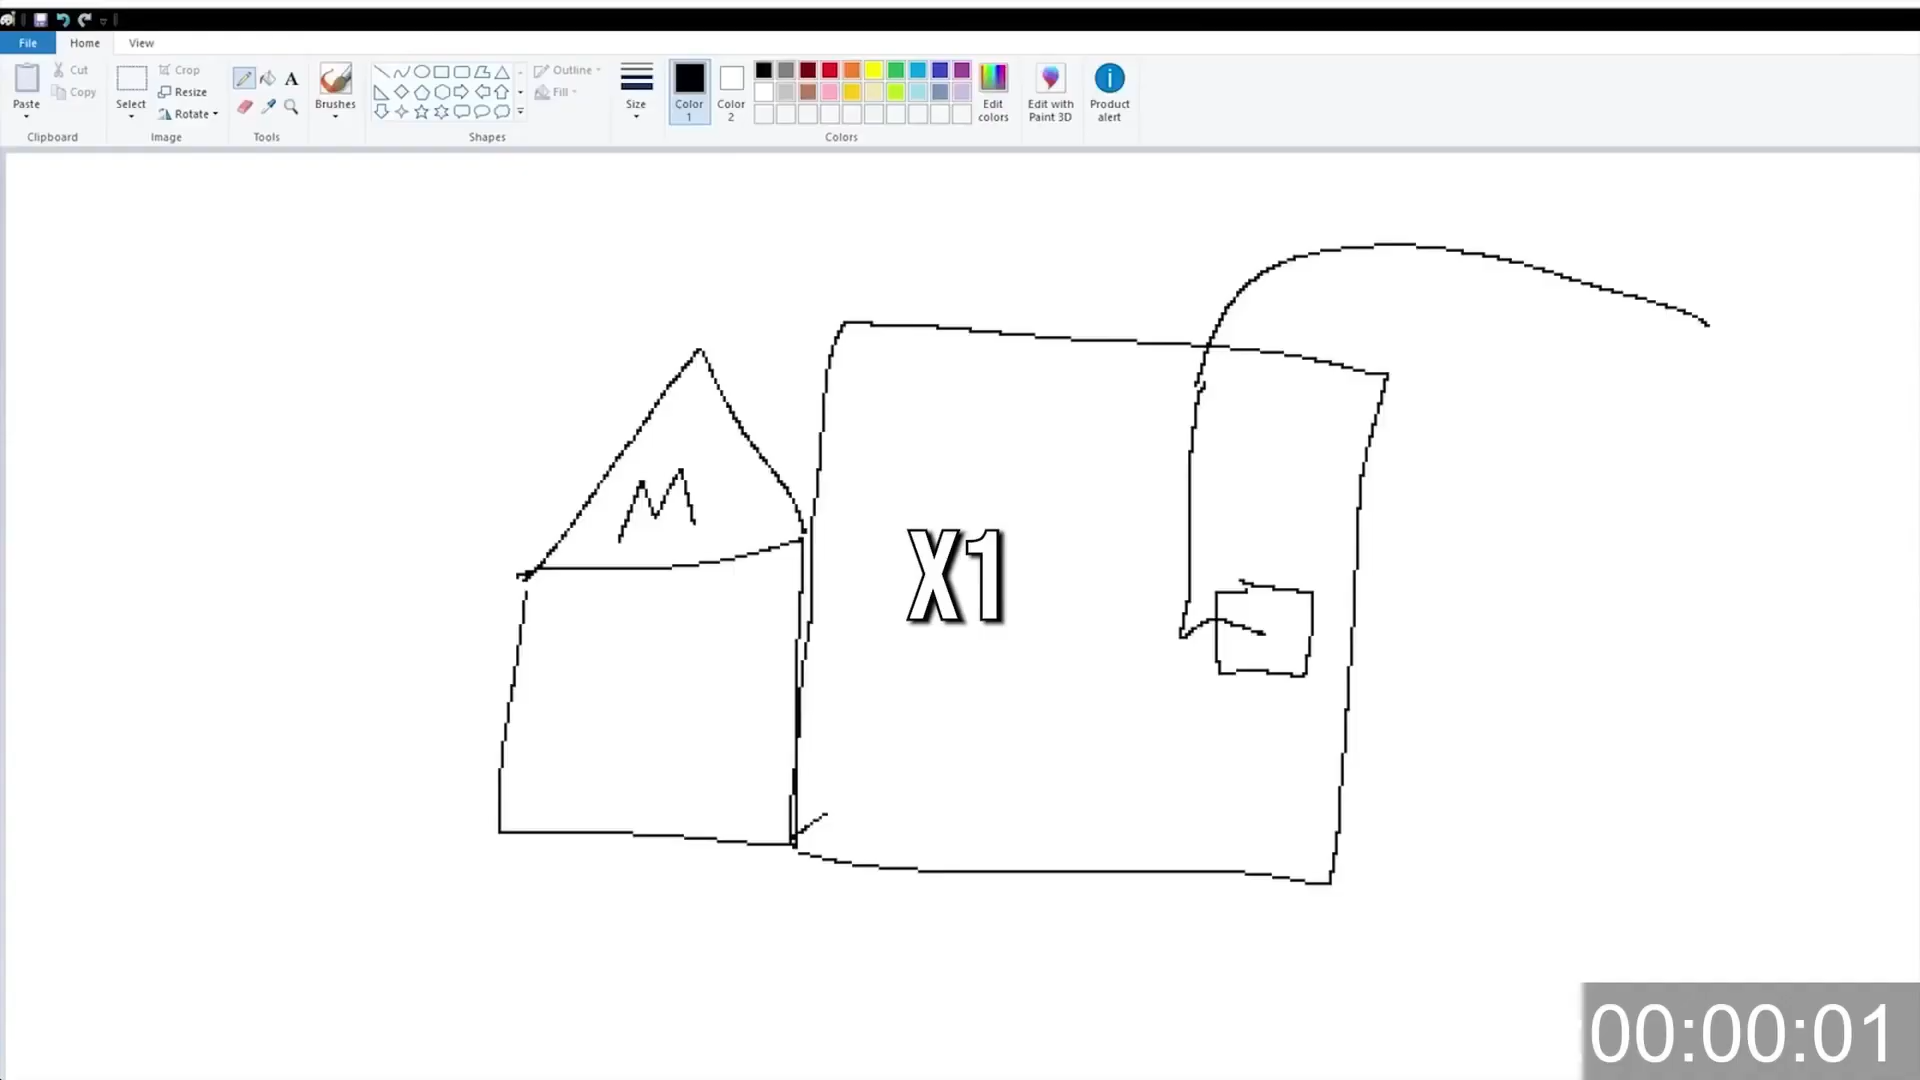 File Home View
Paste
Cut
Copy
Clipboard
Select
Crop
Resize
Rotate
Image
A
Tools
Brushes
Shapes
Outline
Fill
Size
Color
1
Color
2
Colors
Edit
colors
Edit with
Paint 3D
Product
alert
M
X1
00:00:01